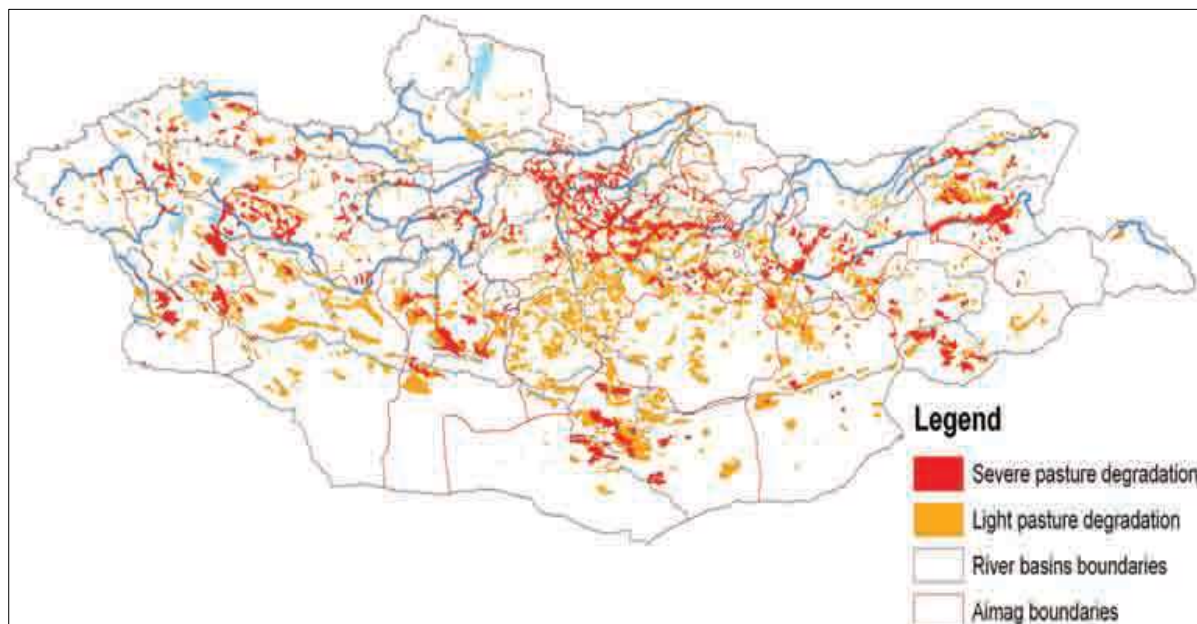 Legend
Severe pasture degradation
Light pasture degradation
River basins boundaries
Aimag boundaries